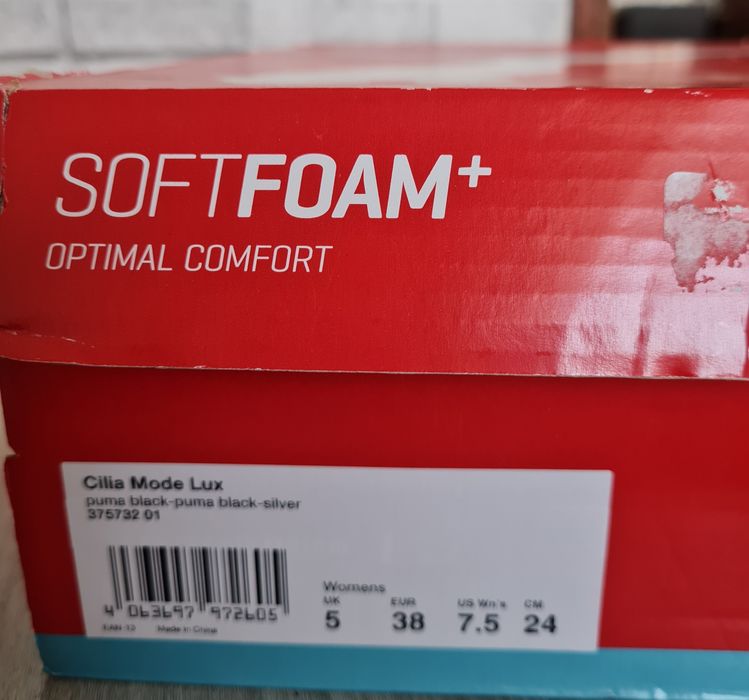 SOFTFOAM+
OPTIMAL COMFORT
Cilia Mode Lux
puma black-puma black-silver
375732 01
4 063697 972605
EAN-13 Made in China
Womens
UK EUR US Wn's CM
5 38 7.5 24